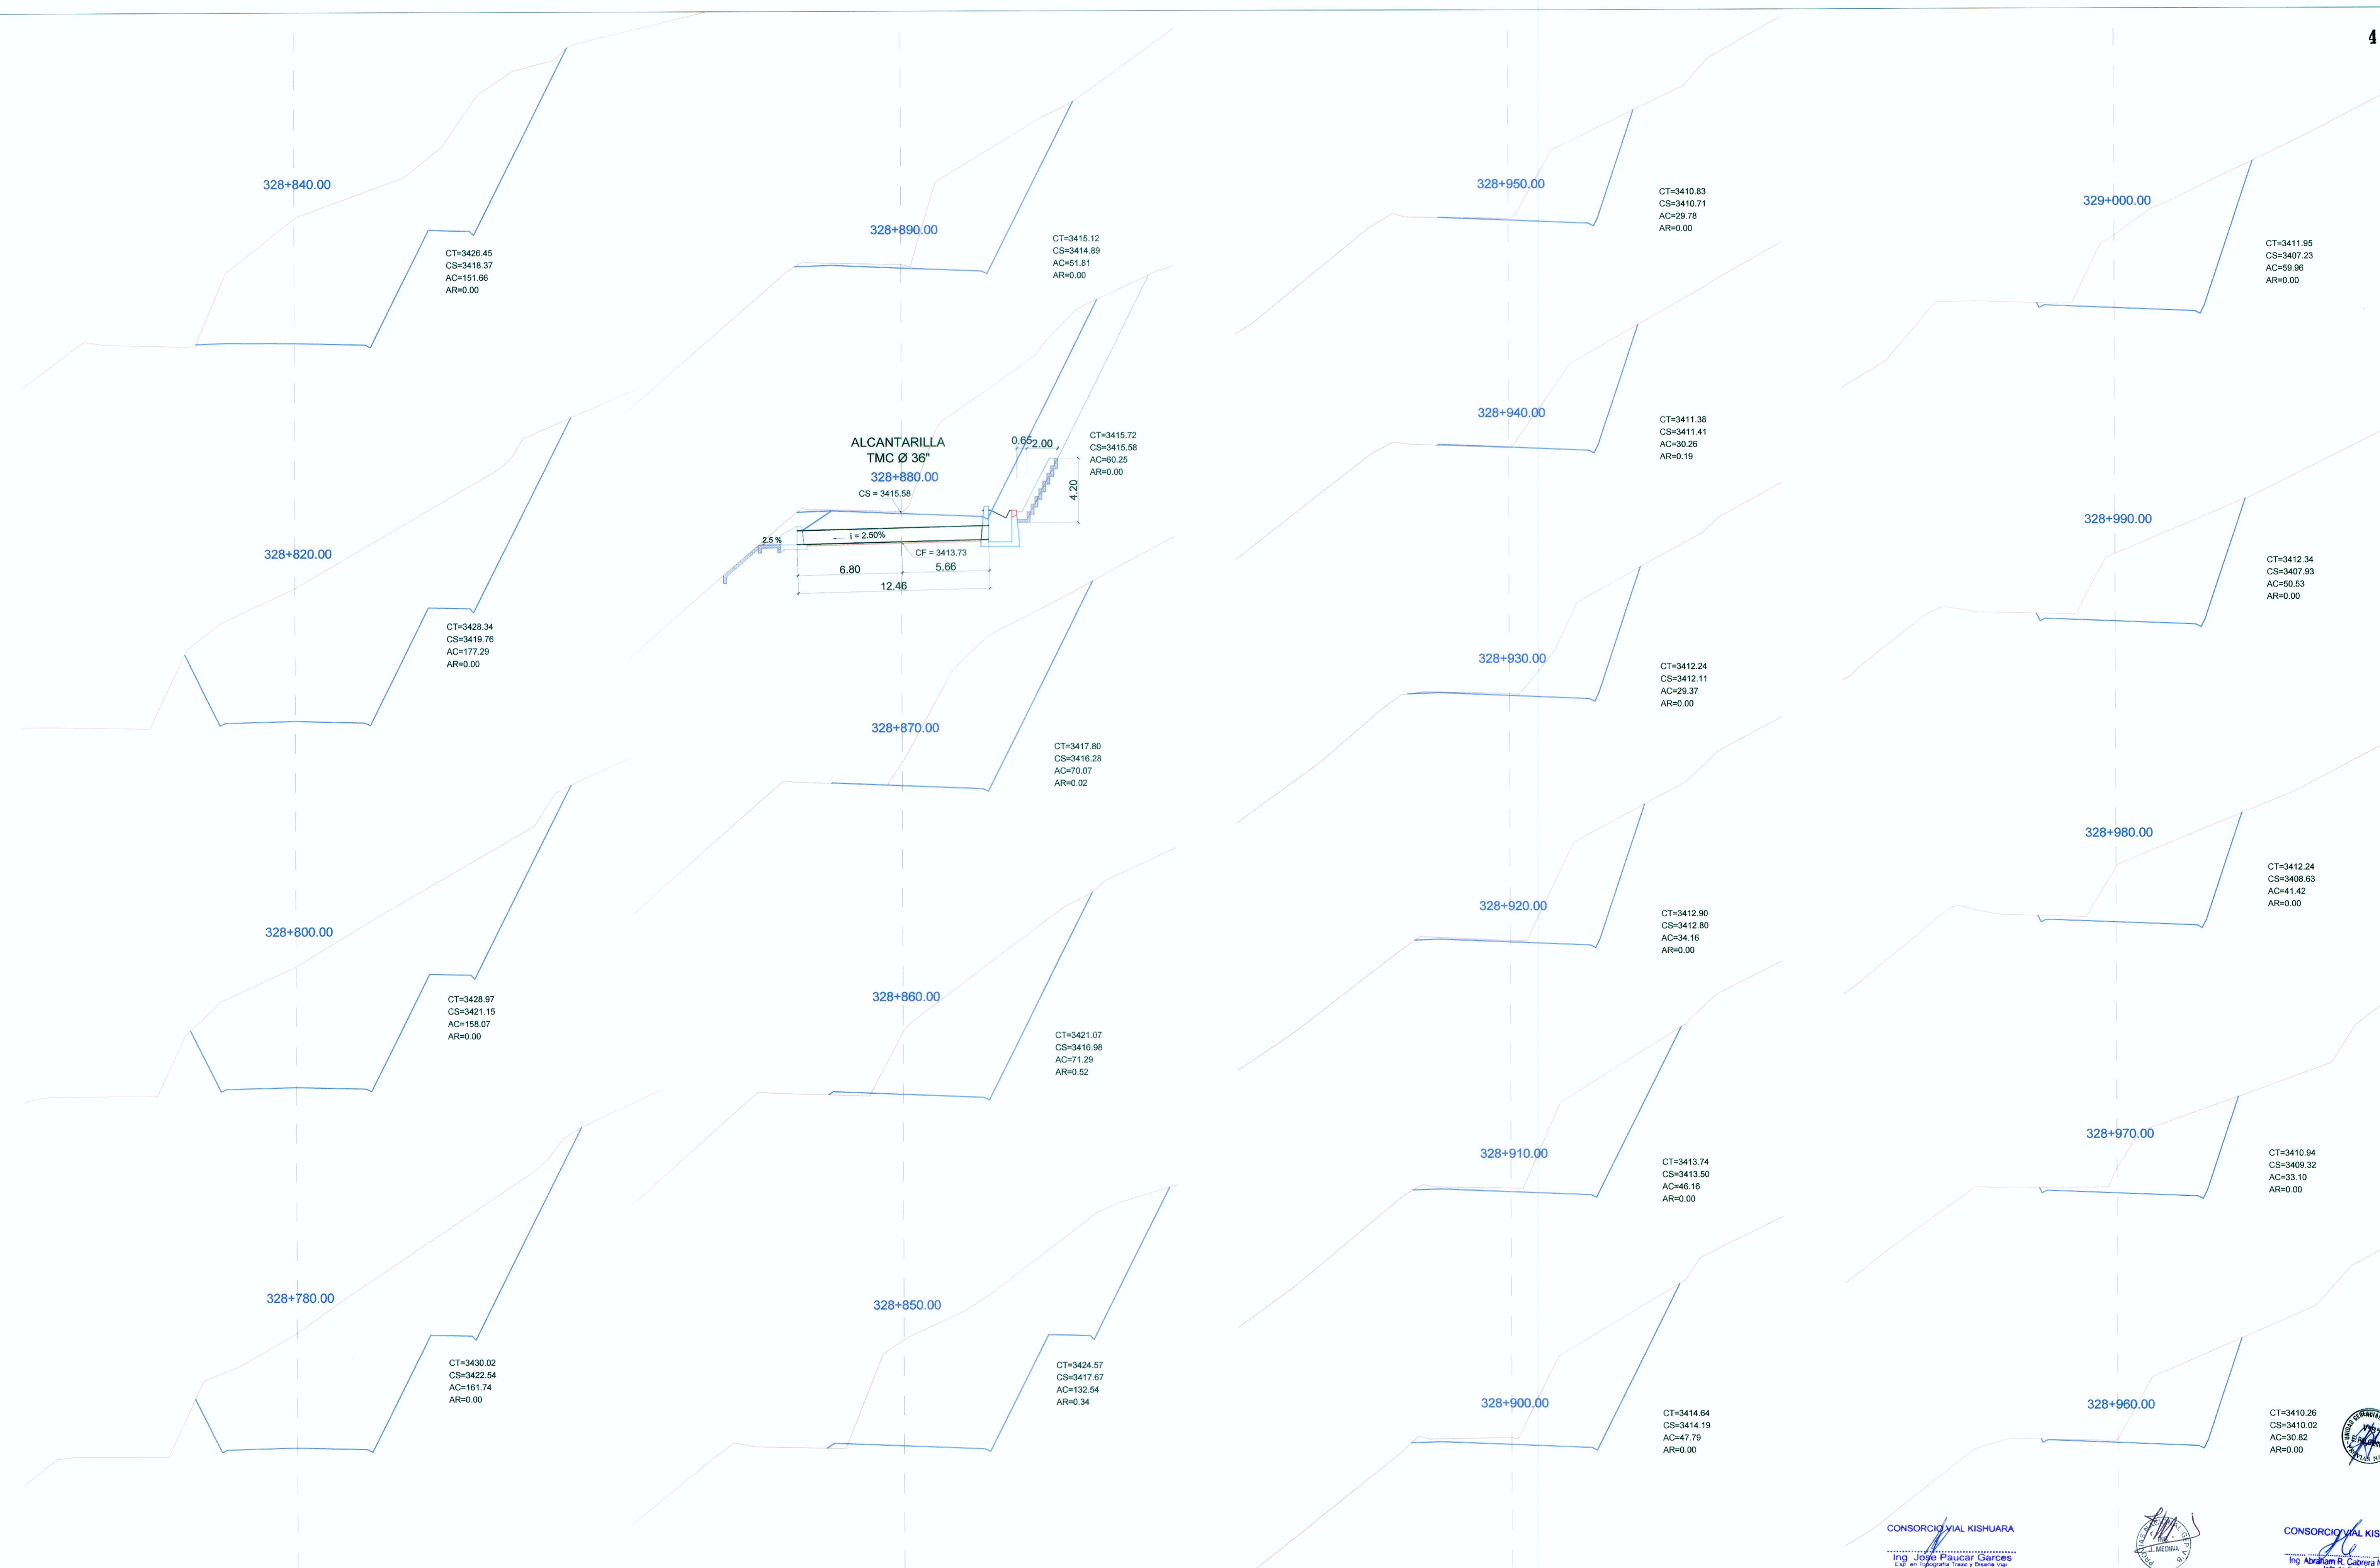 4
328+840.00
CT=3426.45
CS=3418.37
AC=151.66
AR=0.00
328+820.00
CT=3428.34
CS=3419.76
AC=177.29
AR=0.00
328+800.00
CT=3428.97
CS=3421.15
AC=158.07
AR=0.00
328+780.00
CT=3430.02
CS=3422.54
AC=161.74
AR=0.00
328+890.00
CT=3415.12
CS=3414.89
AC=51.81
AR=0.00
ALCANTARILLA
TMC Ø 36"
328+880.00
CS = 3415.58
0.65
2.00
4.20
CT=3415.72
CS=3415.58
AC=60.25
AR=0.00
2.5 %
i = 2.50%
CF = 3413.73
6.80
5.66
12.46
328+870.00
CT=3417.80
CS=3416.28
AC=70.07
AR=0.02
328+860.00
CT=3421.07
CS=3416.98
AC=71.29
AR=0.52
328+850.00
CT=3424.57
CS=3417.67
AC=132.54
AR=0.34
328+950.00
CT=3410.83
CS=3410.71
AC=29.78
AR=0.00
328+940.00
CT=3411.38
CS=3411.41
AC=30.26
AR=0.19
328+930.00
CT=3412.24
CS=3412.11
AC=29.37
AR=0.00
328+920.00
CT=3412.90
CS=3412.80
AC=34.16
AR=0.00
328+910.00
CT=3413.74
CS=3413.50
AC=46.16
AR=0.00
328+900.00
CT=3414.64
CS=3414.19
AC=47.79
AR=0.00
329+000.00
CT=3411.95
CS=3407.23
AC=59.96
AR=0.00
328+990.00
CT=3412.34
CS=3407.93
AC=50.53
AR=0.00
328+980.00
CT=3412.24
CS=3408.63
AC=41.42
AR=0.00
328+970.00
CT=3410.94
CS=3409.32
AC=33.10
AR=0.00
328+960.00
CT=3410.26
CS=3410.02
AC=30.82
AR=0.00
CONSORCIO VIAL KISHUARA
Ing José Paucar Garces
Esp. en Topografía Trazo y Diseño Vial
J. MEDINA
CONSORCIO VIAL KIS
Ing Abraham R. Cabrera